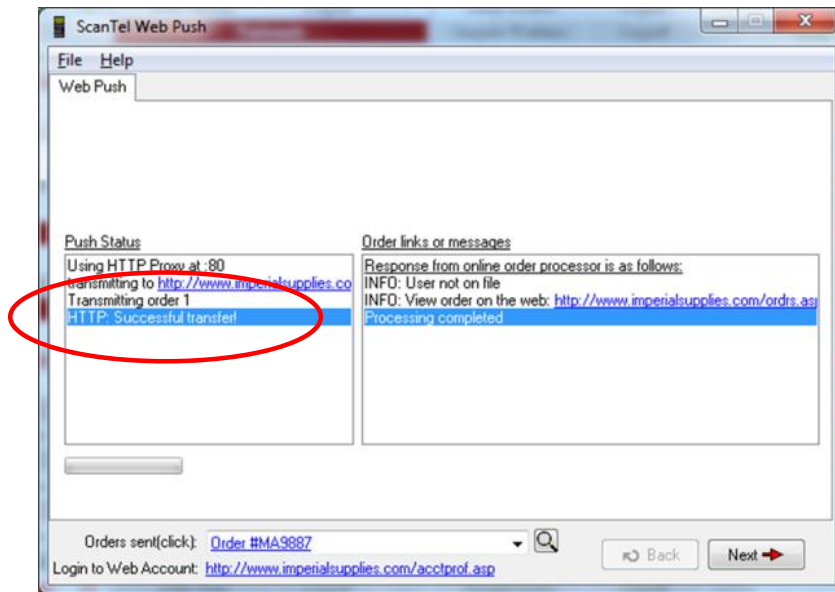 ScanTel Web Push
File Help
Web Push
Push Status
Using HTTP Proxy at :80
transmitting to http://www.imperialsupplies.co
Transmitting order 1
HTTP: Successful transfer!
Order links or messages
Response from online order processor is as follows:
INFO: User not on file
INFO: View order on the web: http://www.imperialsupplies.com/ordrs.asp
Processing completed
Orders sent(click): Order #MA9887
Login to Web Account: http://www.imperialsupplies.com/acctprof.asp
Back
Next